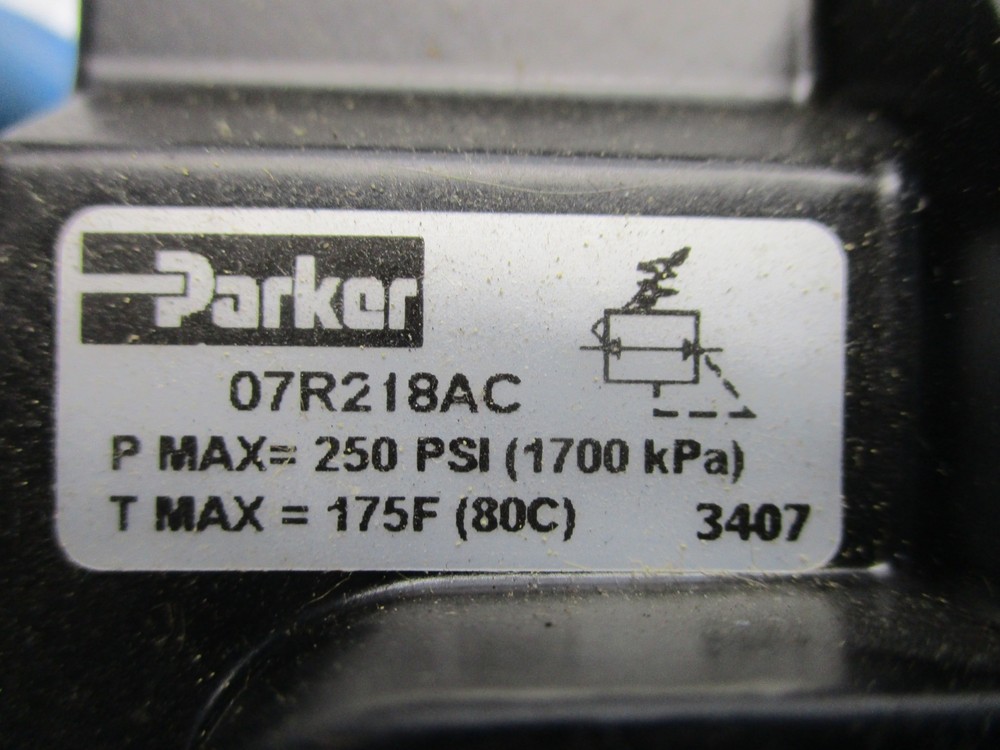 Parker
07R218AC
P MAX= 250 PSI (1700 kPa)
T MAX = 175F (80C) 3407